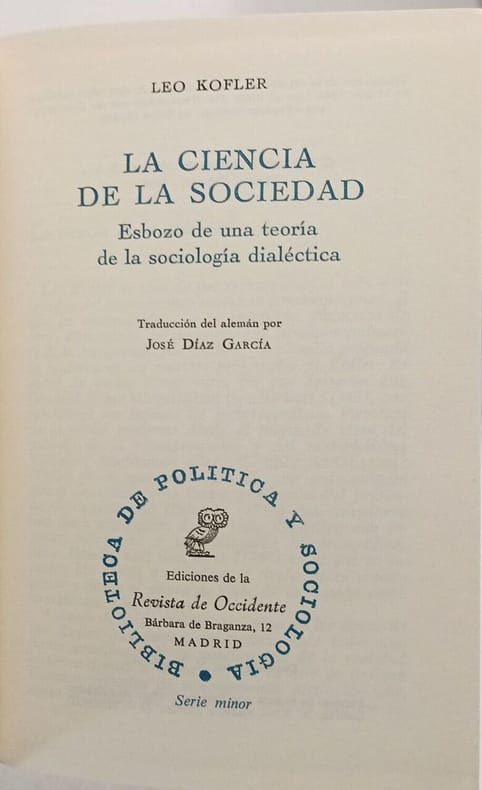 LEO KOFLER
LA CIENCIA
DE LA SOCIEDAD
Esbozo de una teoría
de la sociología dialéctica
Traducción del alemán por
JOSÉ DÍAZ GARCÍA
BIBLIOTECA DE POLITICA Y SOCIOLOGIA •
Ediciones de la
Revista de Occidente
Bárbara de Braganza, 12
MADRID
Serie minor